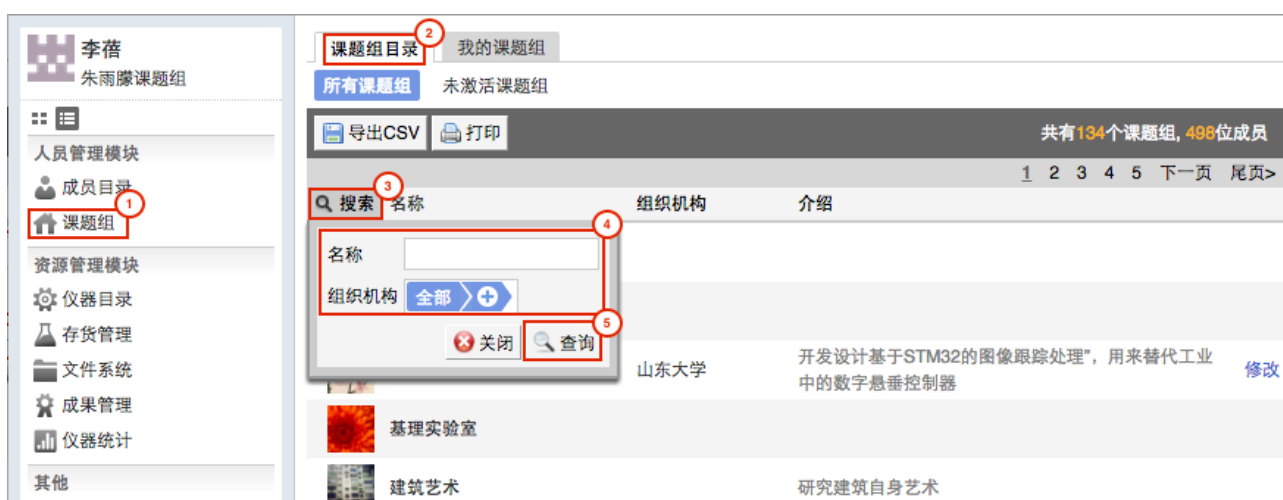 李蓓
朱雨朦课题组
人员管理模块
成员目录
1
课题组
资源管理模块
仪器目录
存货管理
文件系统
成果管理
仪器统计
其他
课题组目录 2 我的课题组
所有课题组 未激活课题组
导出CSV 打印 共有134个课题组, 498位成员
1 2 3 4 5 下一页 尾页>
3
搜索 名称 组织机构 介绍
4
名称
组织机构 全部
5
关闭 查询
山东大学 开发设计基于STM32的图像跟踪处理”，用来替代工业 修改
中的数字悬垂控制器
基理实验室
建筑艺术 研究建筑自身艺术